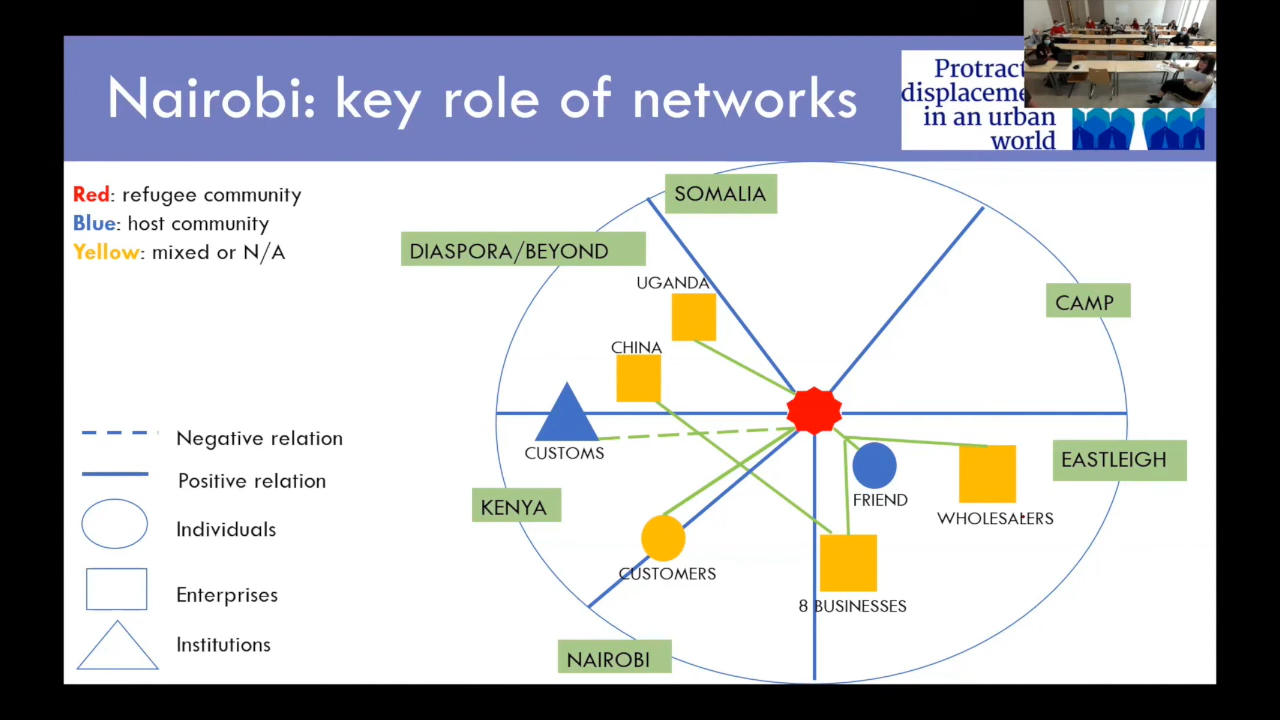 Nairobi: key role of networks
displaceme
in an urban
world
Red: refugee community
Blue: host community
Yellow: mixed or N/A
SOMALIA
DIASPORA/BEYOND
UGANDA
CAMP
CHINA
CUSTOMS
EASTLEIGH
KENYA
FRIEND
WHOLESALERS
CUSTOMERS
8 BUSINESSES
NAIROBI
Negative relation
Positive relation
Individuals
Enterprises
Institutions